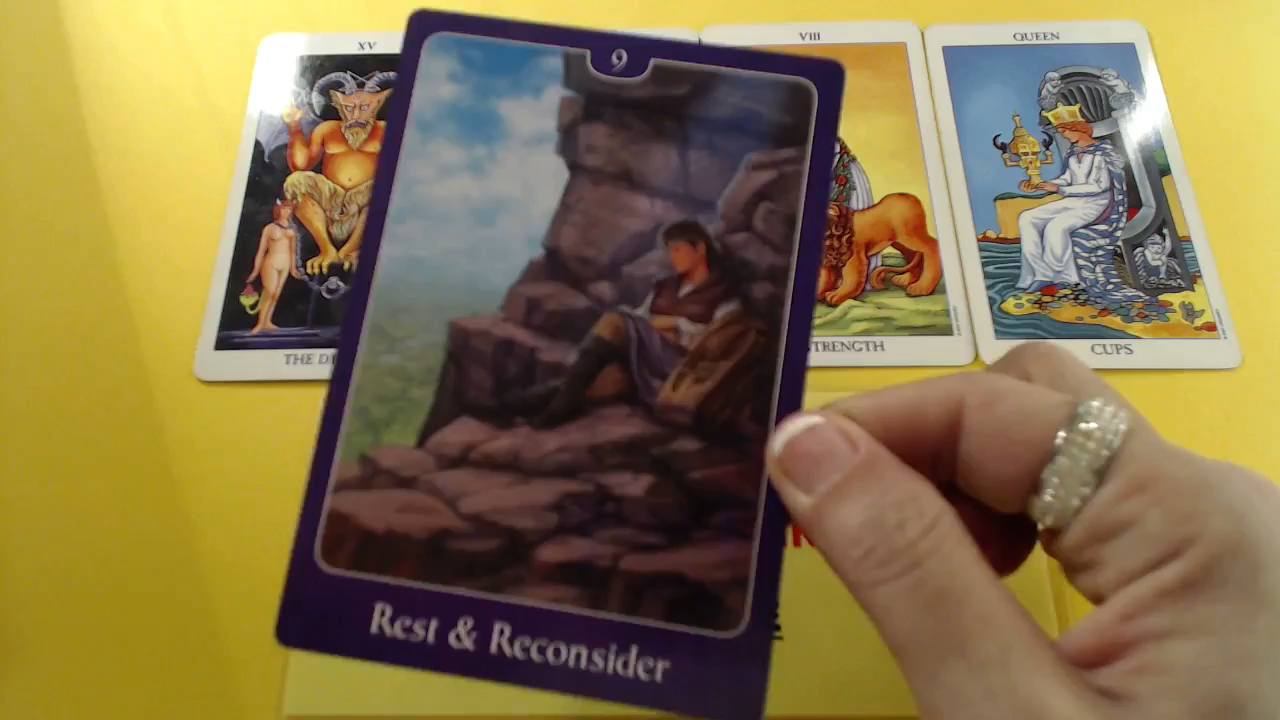 XV
9
VIII
QUEEN
THE D
TRENGTH
CUPS
Rest & Reconsider